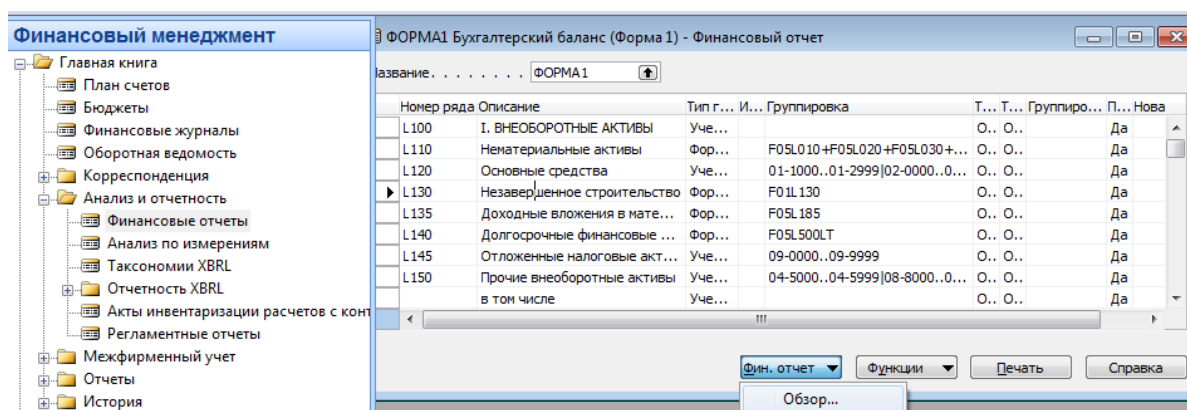 Финансовый менеджмент
Главная книга
План счетов
Бюджеты
Финансовые журналы
Оборотная ведомость
Корреспонденция
Анализ и отчетность
Финансовые отчеты
Анализ по измерениям
Таксономии XBRL
Отчетность XBRL
Акты инвентаризации расчетов с конт
Регламентные отчеты
Межфирменный учет
Отчеты
История
ФОРМА1 Бухгалтерский баланс (Форма 1) - Финансовый отчет
Название. . . . . . . . ФОРМА1
Номер ряда Описание Тип г... И... Группировка Т... Т... Группиро... П... Нова
L100 I. ВНЕОБОРОТНЫЕ АКТИВЫ Уче... О.. О.. Да
L110 Нематериальные активы Фор... F05L010+F05L020+F05L030+... О.. О.. Да
L120 Основные средства Уче... 01-1000..01-2999|02-0000..0... О.. О.. Да
L130 Незавершенное строительство Фор... F01L130 О.. О.. Да
L135 Доходные вложения в мате... Фор... F05L185 О.. О.. Да
L140 Долгосрочные финансовые ... Фор... F05L500LT О.. О.. Да
L145 Отложенные налоговые акт... Уче... 09-0000..09-9999 О.. О.. Да
L150 Прочие внеоборотные активы Уче... 04-5000..04-5999|08-8000..0... О.. О.. Да
в том числе Уче... О.. О.. Да
Фин. отчет Функции Печать Справка
Обзор...